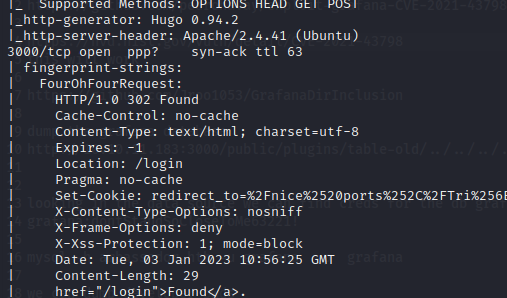 |_  Supported Methods: OPTIONS HEAD GET POST
|_http-generator: Hugo 0.94.2
|_http-server-header: Apache/2.4.41 (Ubuntu)
3000/tcp open  ppp?    syn-ack ttl 63
| fingerprint-strings:
|   FourOhFourRequest:
|     HTTP/1.0 302 Found
|     Cache-Control: no-cache
|     Content-Type: text/html; charset=utf-8
|     Expires: -1
|     Location: /login
|     Pragma: no-cache
|     Set-Cookie: redirect_to=%2Fnice%2520ports%252C%2FTri%256E
|     X-Content-Type-Options: nosniff
|     X-Frame-Options: deny
|     X-Xss-Protection: 1; mode=block
|     Date: Tue, 03 Jan 2023 10:56:25 GMT
|     Content-Length: 29
|     href="/login">Found</a>.